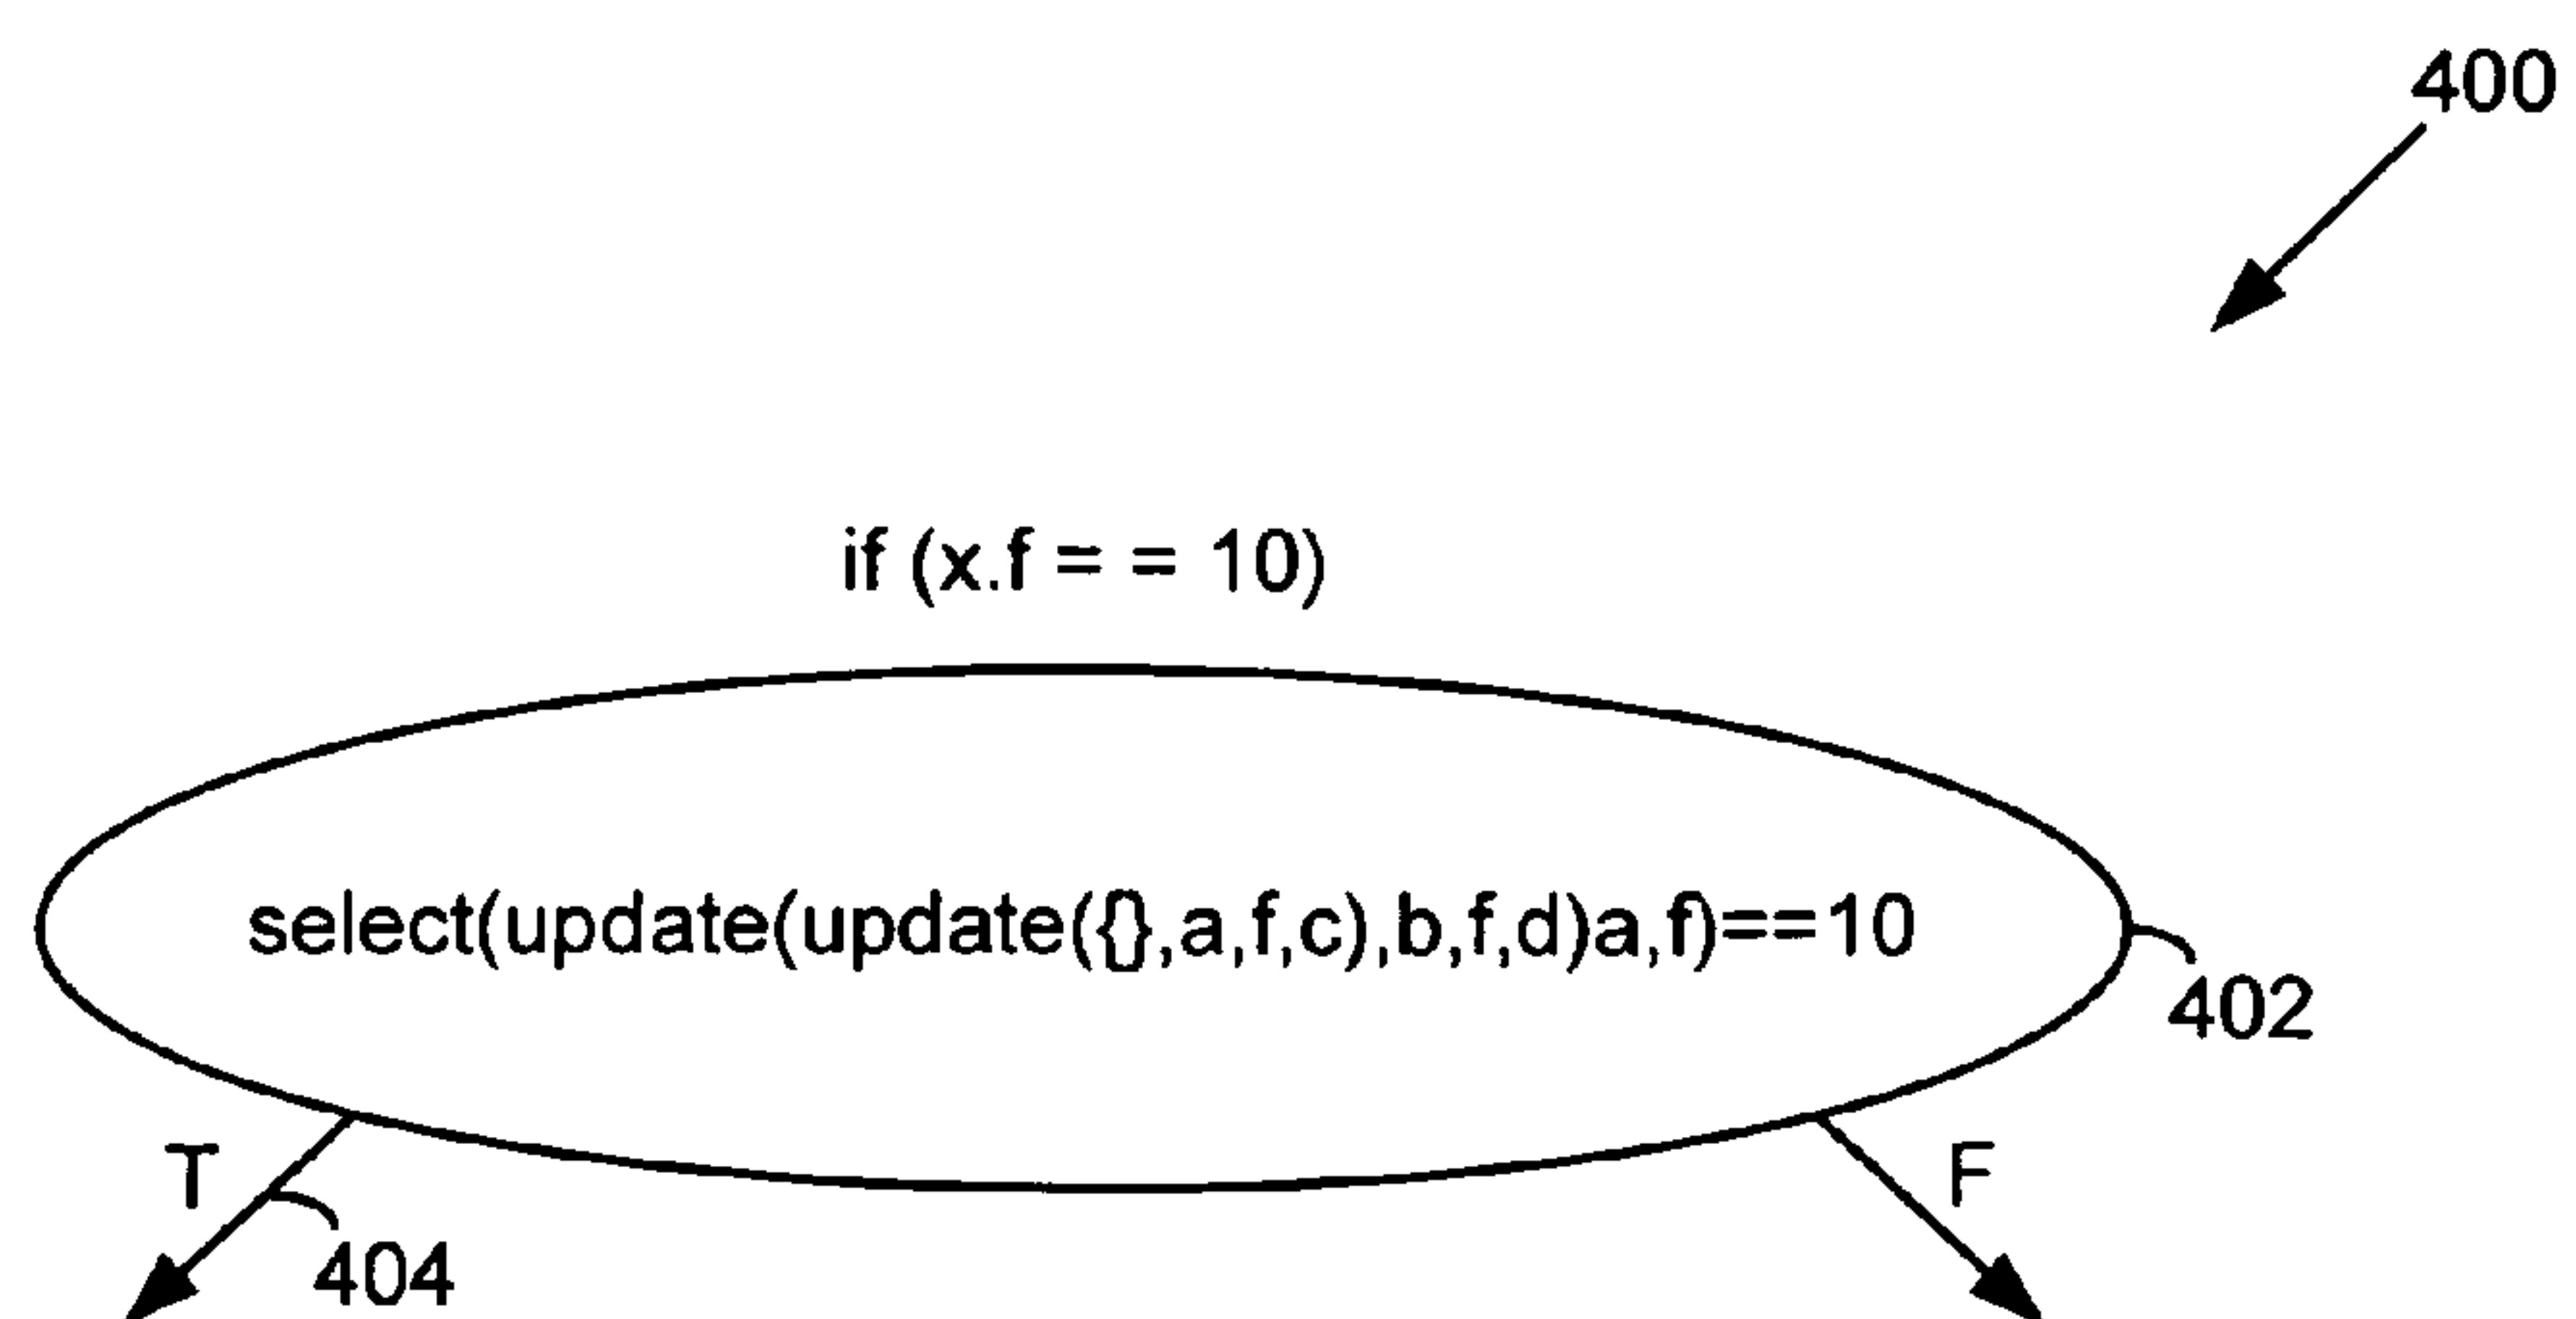 400
if (x.f = = 10)
select(update(update({},a,f,c),b,f,d)a,f)==10
402
T
F
404